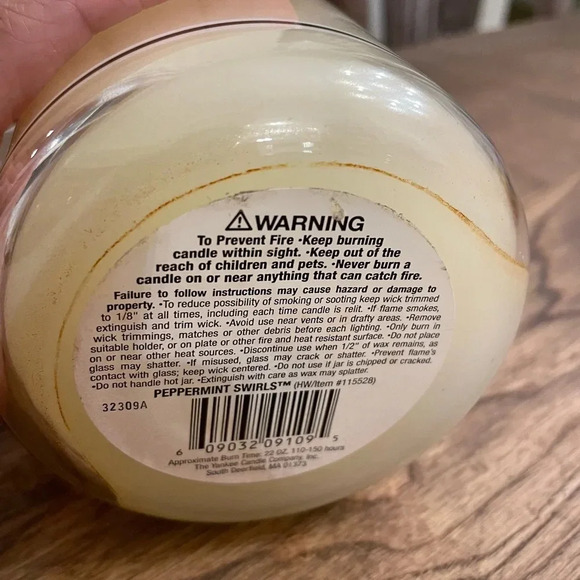 ⚠WARNING
To Prevent Fire •Keep burning
candle within sight. •Keep out of the
reach of children and pets. •Never burn a
candle on or near anything that can catch fire.
Failure to follow instructions may cause hazard or damage to
property. •To reduce possibility of smoking or sooting keep wick trimmed
to 1/8" at all times, including each time candle is relit. •If flame smokes,
extinguish and trim wick. •Avoid use near vents or in drafty areas. •Remove
wick trimmings, matches or other debris before each lighting. •Only burn in
suitable holder, or on plate or other fire and heat resistant surface. •Do not place
on or near other heat sources. •Discontinue use when 1/2" of wax remains, as
glass may shatter. •If misused, glass may crack or shatter. •Prevent flame's
contact with glass; keep wick centered. •Do not use if jar is chipped or cracked.
•Do not handle hot jar. •Extinguish with care as wax may splatter.
PEPPERMINT SWIRLS™ (HW/Item #115528)
32309A
6 09032 09109 5
Approximate Burn Time: 22 OZ. 110-150 hours
The Yankee Candle Company, Inc.
South Deerfield, MA 01373